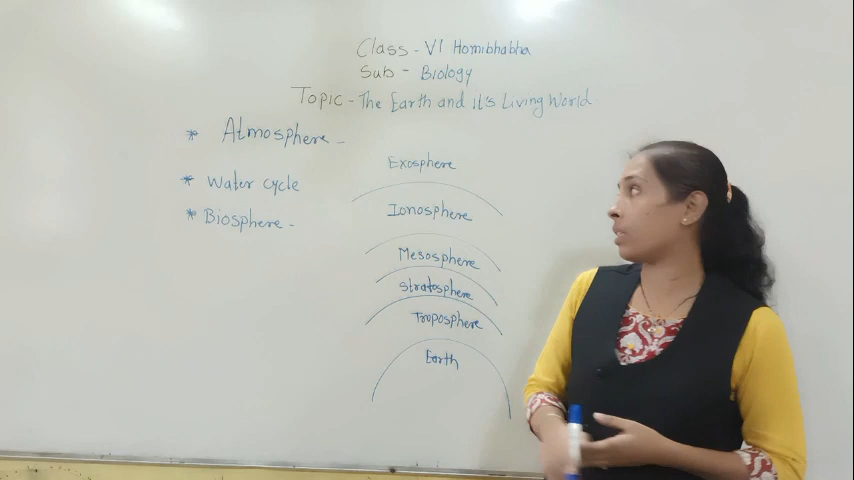 Class - VI Homibhabha
Sub - Biology
Topic - The Earth and it's Living World
* Atmosphere -
* Water cycle
* Biosphere -
Exosphere
Ionosphere
Mesosphere
Stratosphere
Troposphere
Earth